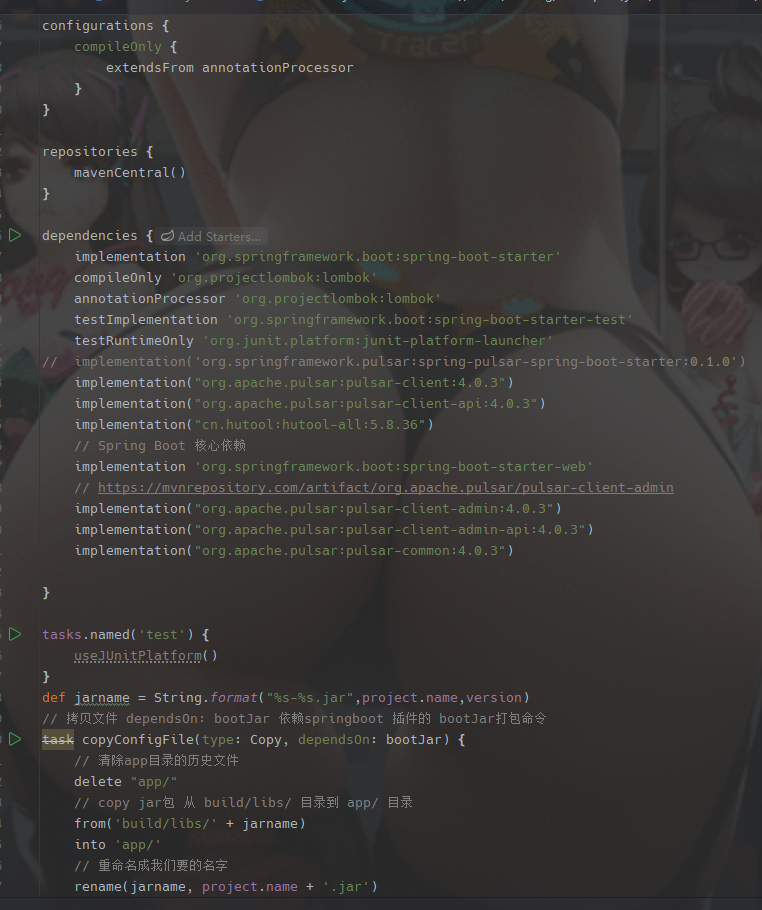 Tracer
configurations {
    compileOnly {
        extendsFrom annotationProcessor
    }
}
repositories {
    mavenCentral()
}
dependencies { Add Starters...
    implementation 'org.springframework.boot:spring-boot-starter'
    compileOnly 'org.projectlombok:lombok'
    annotationProcessor 'org.projectlombok:lombok'
    testImplementation 'org.springframework.boot:spring-boot-starter-test'
    testRuntimeOnly 'org.junit.platform:junit-platform-launcher'
//  implementation('org.springframework.pulsar:spring-pulsar-spring-boot-starter:0.1.0')
    implementation("org.apache.pulsar:pulsar-client:4.0.3")
    implementation("org.apache.pulsar:pulsar-client-api:4.0.3")
    implementation("cn.hutool:hutool-all:5.8.36")
    // Spring Boot 核心依赖
    implementation 'org.springframework.boot:spring-boot-starter-web'
    // https://mvnrepository.com/artifact/org.apache.pulsar/pulsar-client-admin
    implementation("org.apache.pulsar:pulsar-client-admin:4.0.3")
    implementation("org.apache.pulsar:pulsar-client-admin-api:4.0.3")
    implementation("org.apache.pulsar:pulsar-common:4.0.3")
}
tasks.named('test') {
    useJUnitPlatform()
}
def jarname = String.format("%s-%s.jar",project.name,version)
// 拷贝文件 dependsOn: bootJar 依赖springboot 插件的 bootJar打包命令
task copyConfigFile(type: Copy, dependsOn: bootJar) {
    // 清除app目录的历史文件
    delete "app/"
    // copy jar包 从 build/libs/ 目录到 app/ 目录
    from('build/libs/' + jarname)
    into 'app/'
    // 重命名成我们要的名字
    rename(jarname, project.name + '.jar')